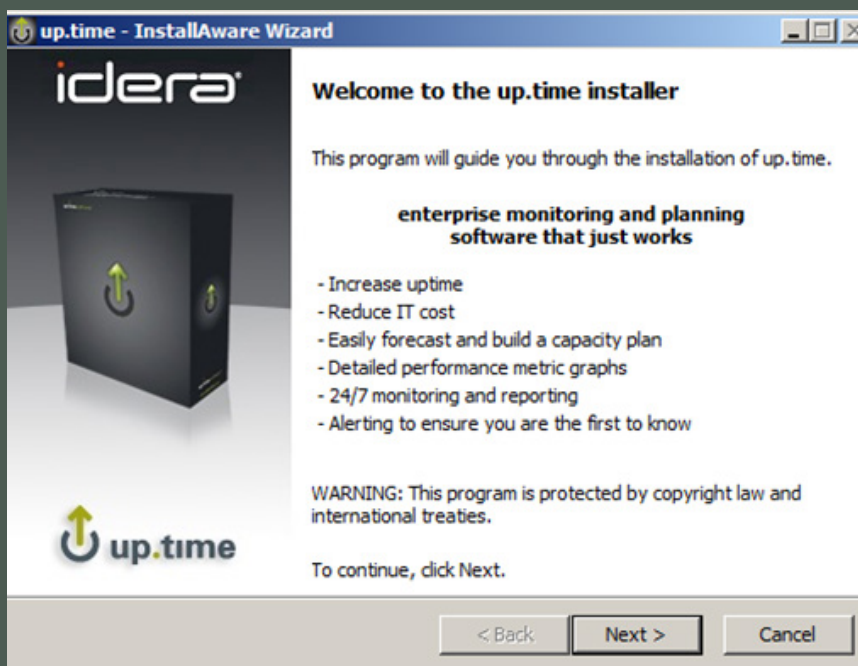 up.time - InstallAware Wizard
idera
Welcome to the up.time installer
This program will guide you through the installation of up.time.
enterprise monitoring and planning
software that just works
- Increase uptime
- Reduce IT cost
- Easily forecast and build a capacity plan
- Detailed performance metric graphs
- 24/7 monitoring and reporting
- Alerting to ensure you are the first to know
WARNING: This program is protected by copyright law and
international treaties.
up.time
To continue, click Next.
< Back
Next >
Cancel